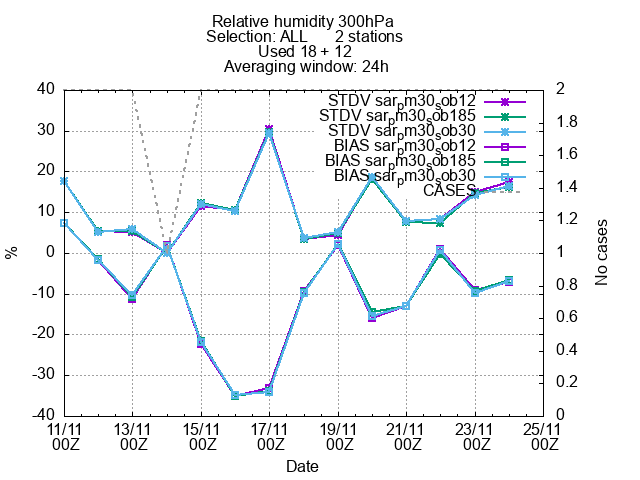 Relative humidity 300hPa
Selection: ALL 2 stations
Used 18 + 12
Averaging window: 24h
40
30
20
10
0
-10
-20
-30
-40
%
2
1.8
1.6
1.4
1.2
1
0.8
0.6
0.4
0.2
0
No cases
STDV sar_pm30_sob12
STDV sar_pm30_sob185
STDV sar_pm30_sob30
BIAS sar_pm30_sob12
BIAS sar_pm30_sob185
BIAS sar_pm30_sob30
CASES
11/11 13/11 15/11 17/11 19/11 21/11 23/11 25/11
00Z 00Z 00Z 00Z 00Z 00Z 00Z 00Z
Date